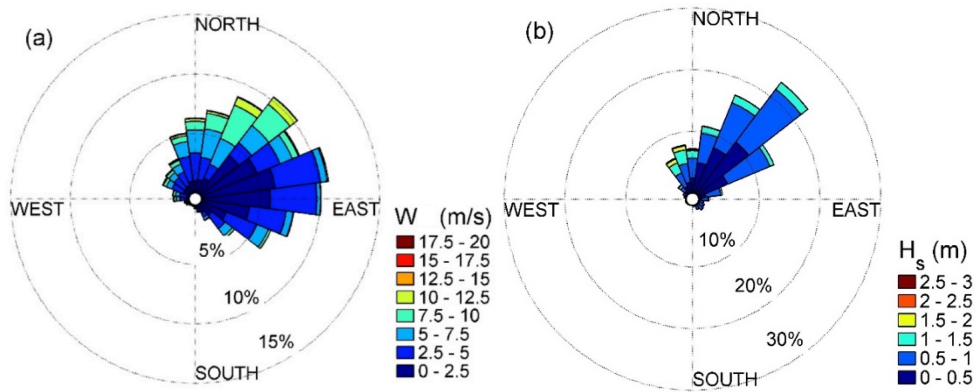 (a)
NORTH
WEST
EAST
SOUTH
5%
10%
15%
W (m/s)
17.5 - 20
15 - 17.5
12.5 - 15
10 - 12.5
7.5 - 10
5 - 7.5
2.5 - 5
0 - 2.5
(b)
NORTH
WEST
EAST
SOUTH
10%
20%
30%
H_s (m)
2.5 - 3
2 - 2.5
1.5 - 2
1 - 1.5
0.5 - 1
0 - 0.5